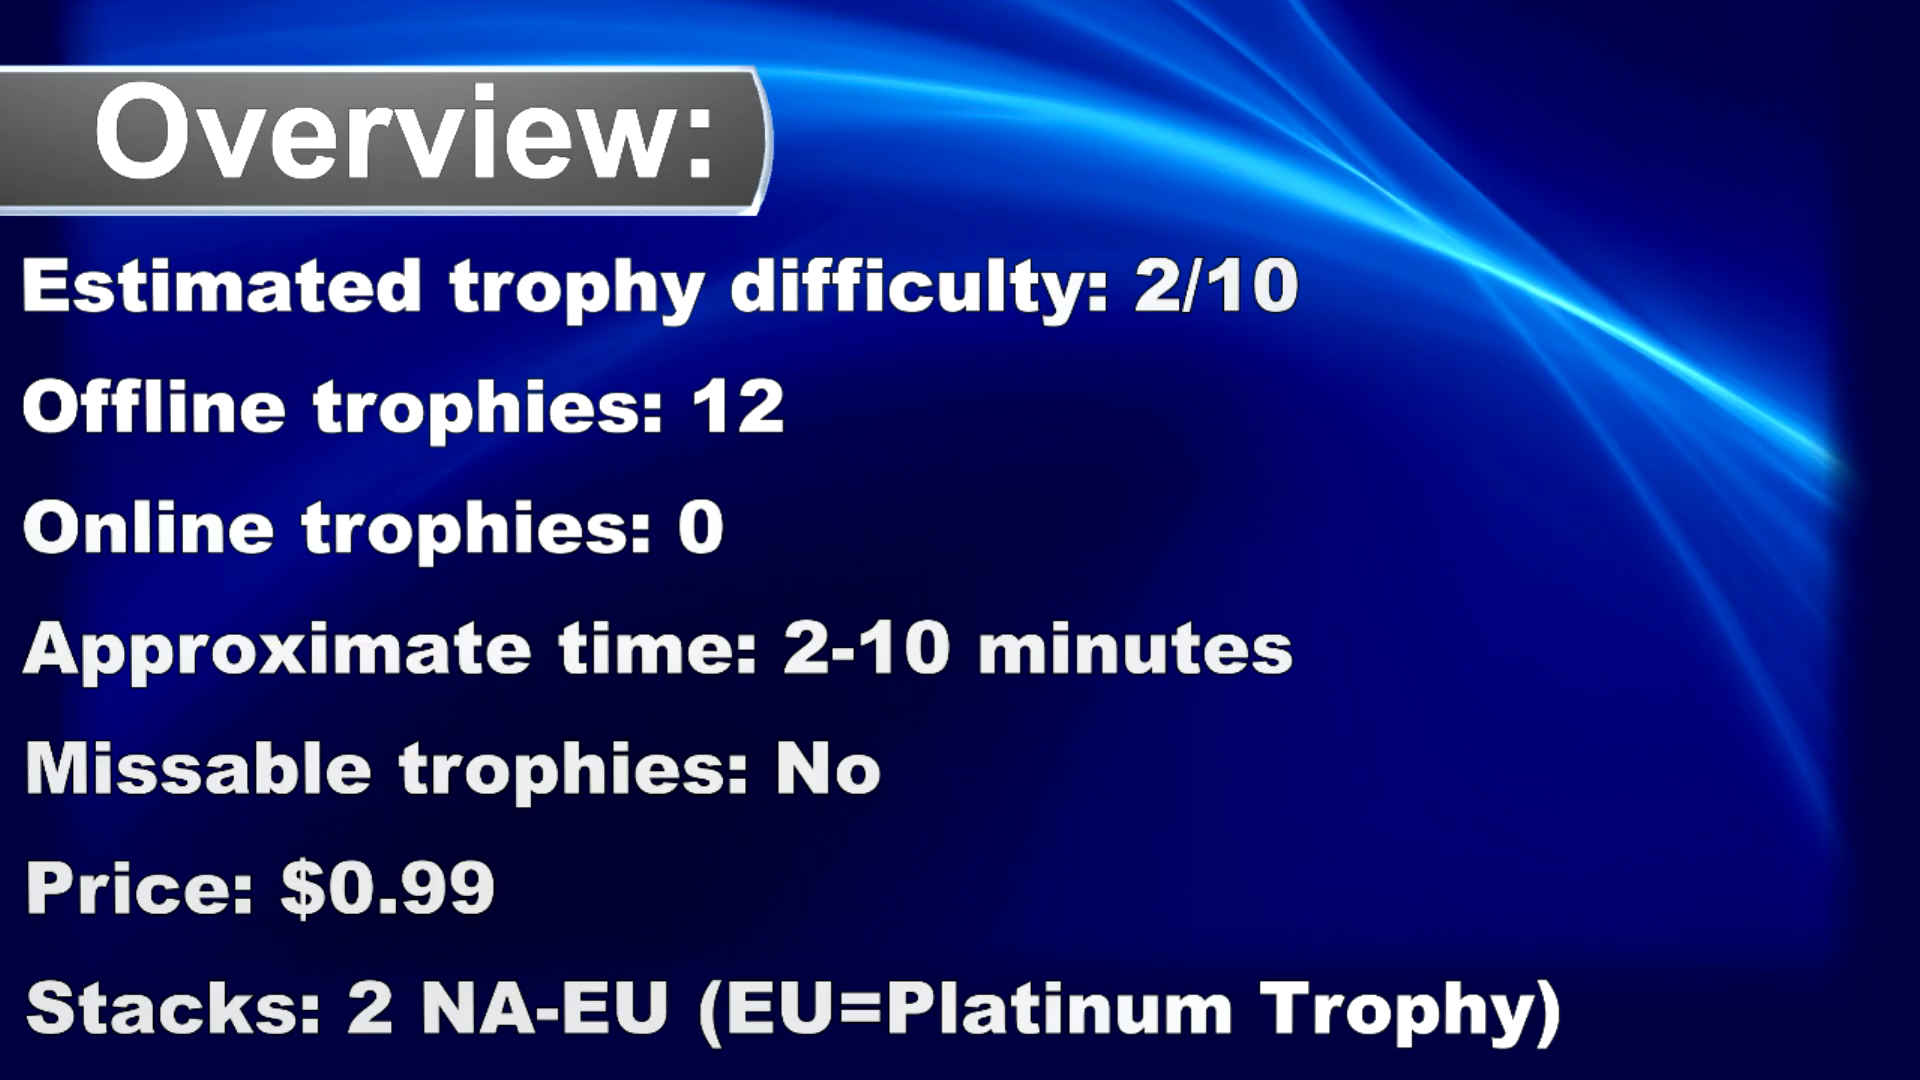 Overview:
Estimated trophy difficulty: 2/10
Offline trophies: 12
Online trophies: 0
Approximate time: 2-10 minutes
Missable trophies: No
Price: $0.99
Stacks: 2 NA-EU (EU=Platinum Trophy)